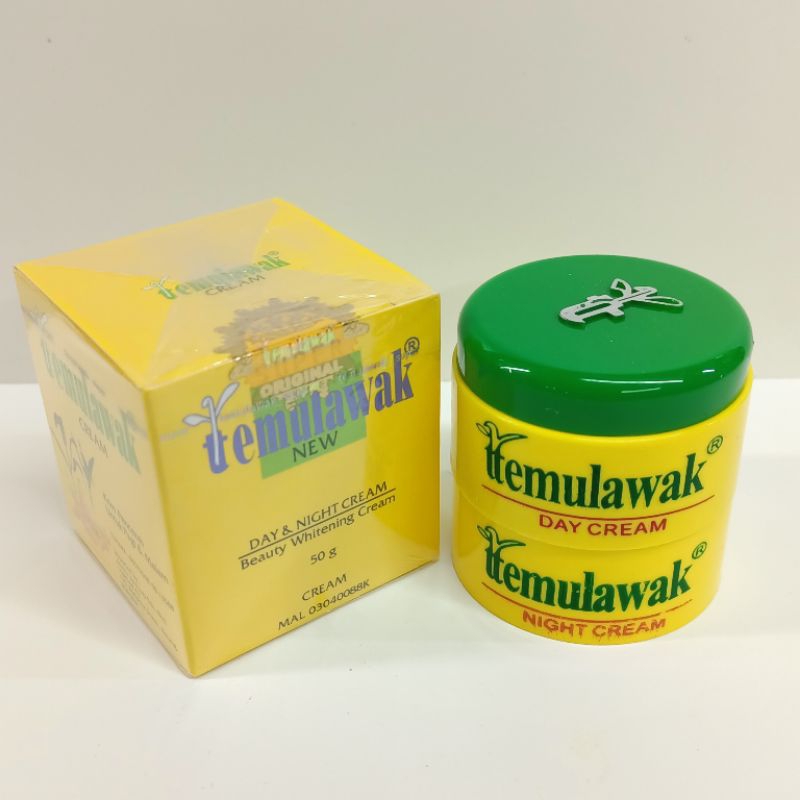 temulawak®
CREAM
temulawak
CREAM
temulawak
ORIGINAL
temulawak®
NEW
DAY & NIGHT CREAM
Beauty Whitening Cream
50 g
CREAM
MAL 03040088K
temulawak®
DAY CREAM
temulawak®
NIGHT CREAM